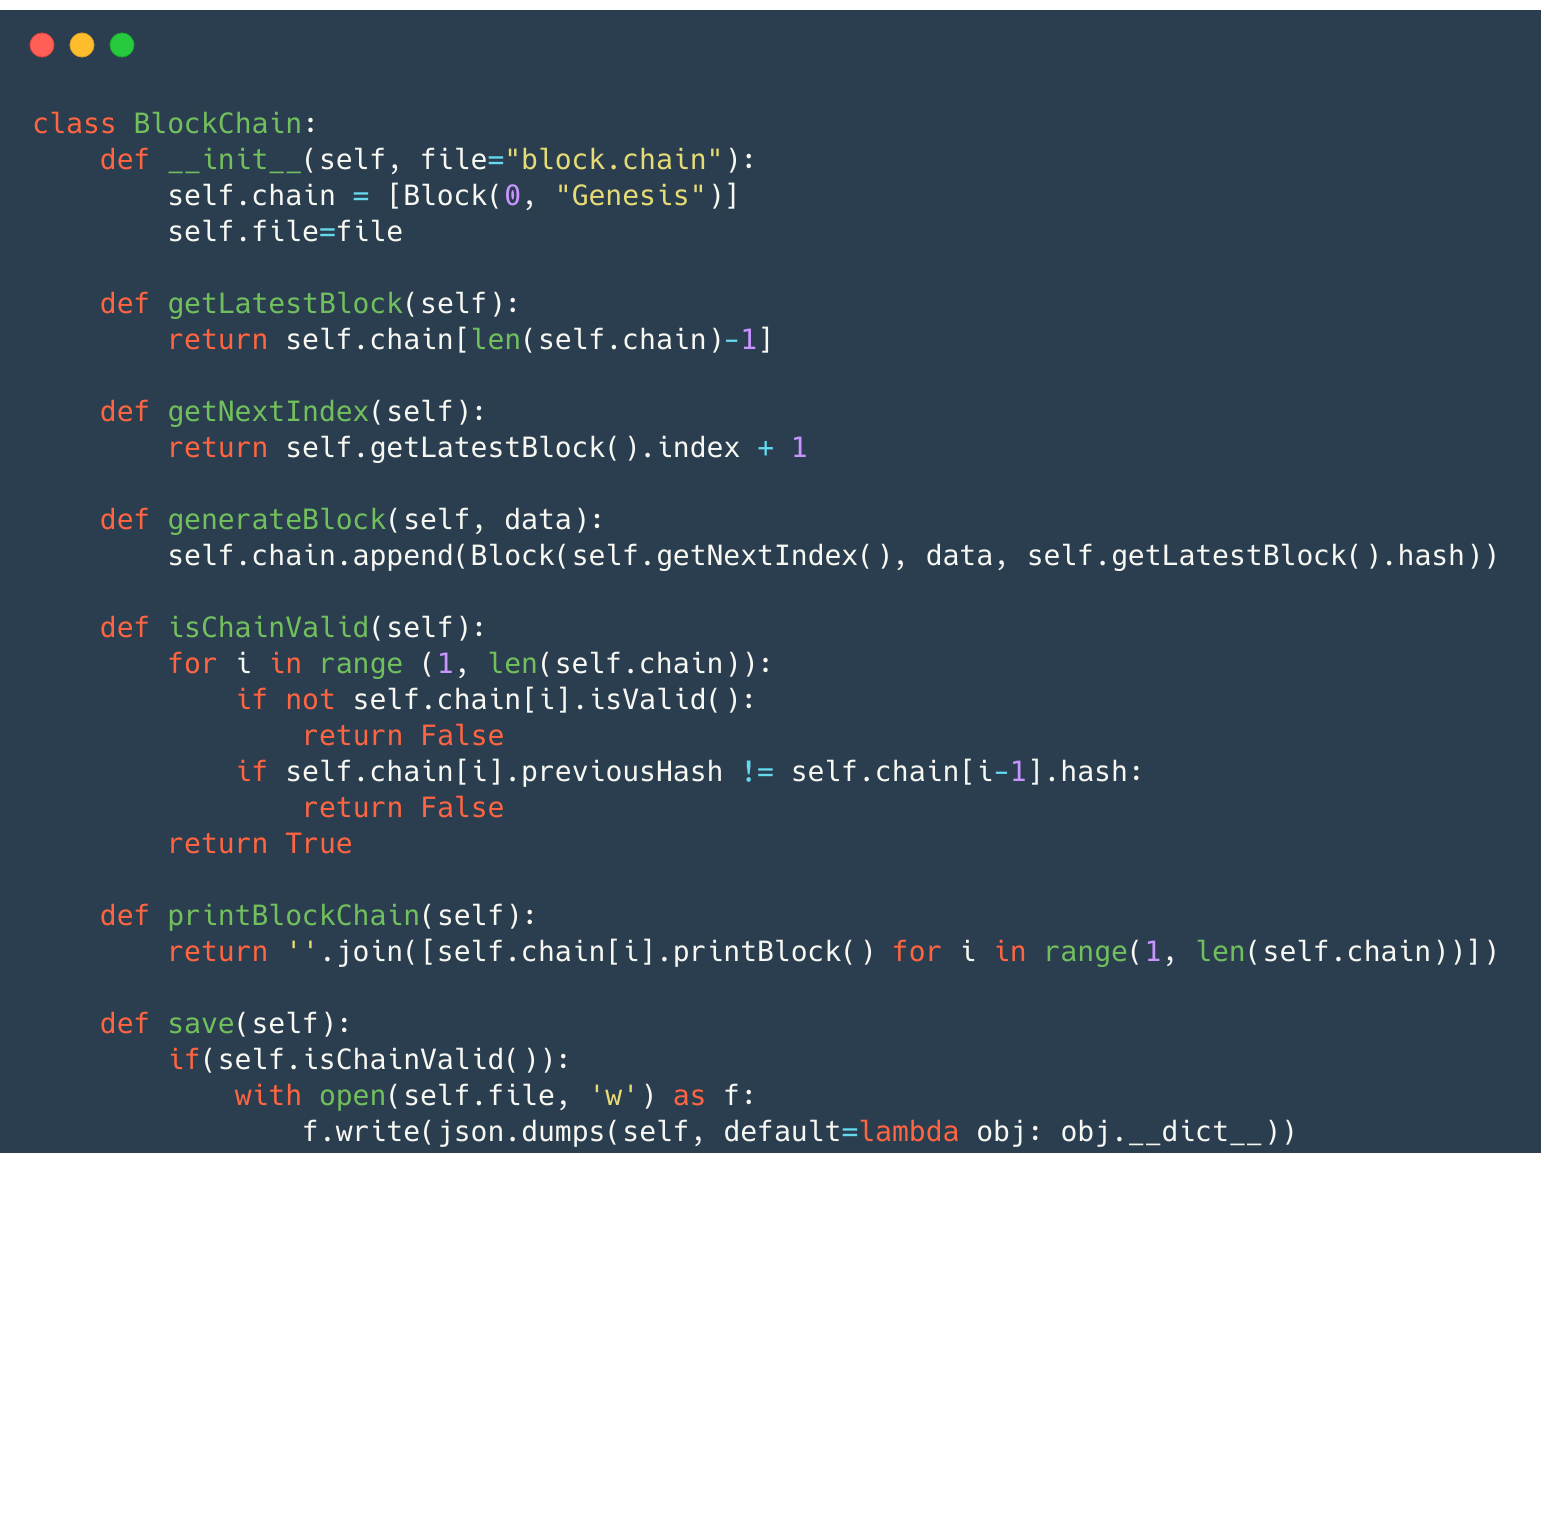 class BlockChain:
    def __init__(self, file="block.chain"):
        self.chain = [Block(0, "Genesis")]
        self.file=file

    def getLatestBlock(self):
        return self.chain[len(self.chain)-1]

    def getNextIndex(self):
        return self.getLatestBlock().index + 1

    def generateBlock(self, data):
        self.chain.append(Block(self.getNextIndex(), data, self.getLatestBlock().hash))

    def isChainValid(self):
        for i in range (1, len(self.chain)):
            if not self.chain[i].isValid():
                return False
            if self.chain[i].previousHash != self.chain[i-1].hash:
                return False
        return True

    def printBlockChain(self):
        return ''.join([self.chain[i].printBlock() for i in range(1, len(self.chain))])

    def save(self):
        if(self.isChainValid()):
            with open(self.file, 'w') as f:
                f.write(json.dumps(self, default=lambda obj: obj.__dict__))